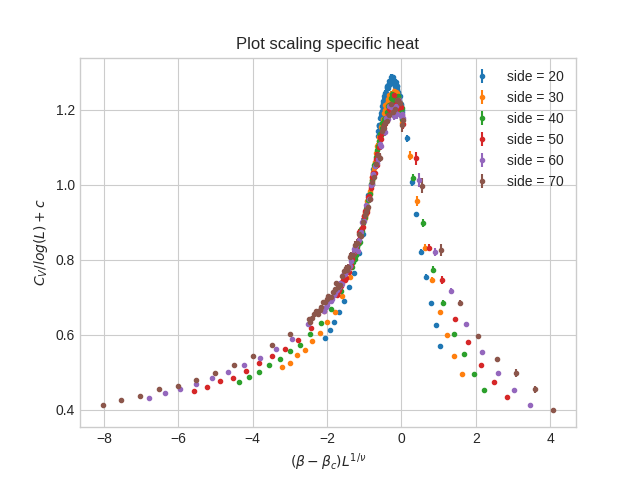 Plot scaling specific heat
C_V/log(L) + c
1.2
1.0
0.8
0.6
0.4
−8 −6 −4 −2 0 2 4
(β − β_c)L^{1/ν}
side = 20
side = 30
side = 40
side = 50
side = 60
side = 70